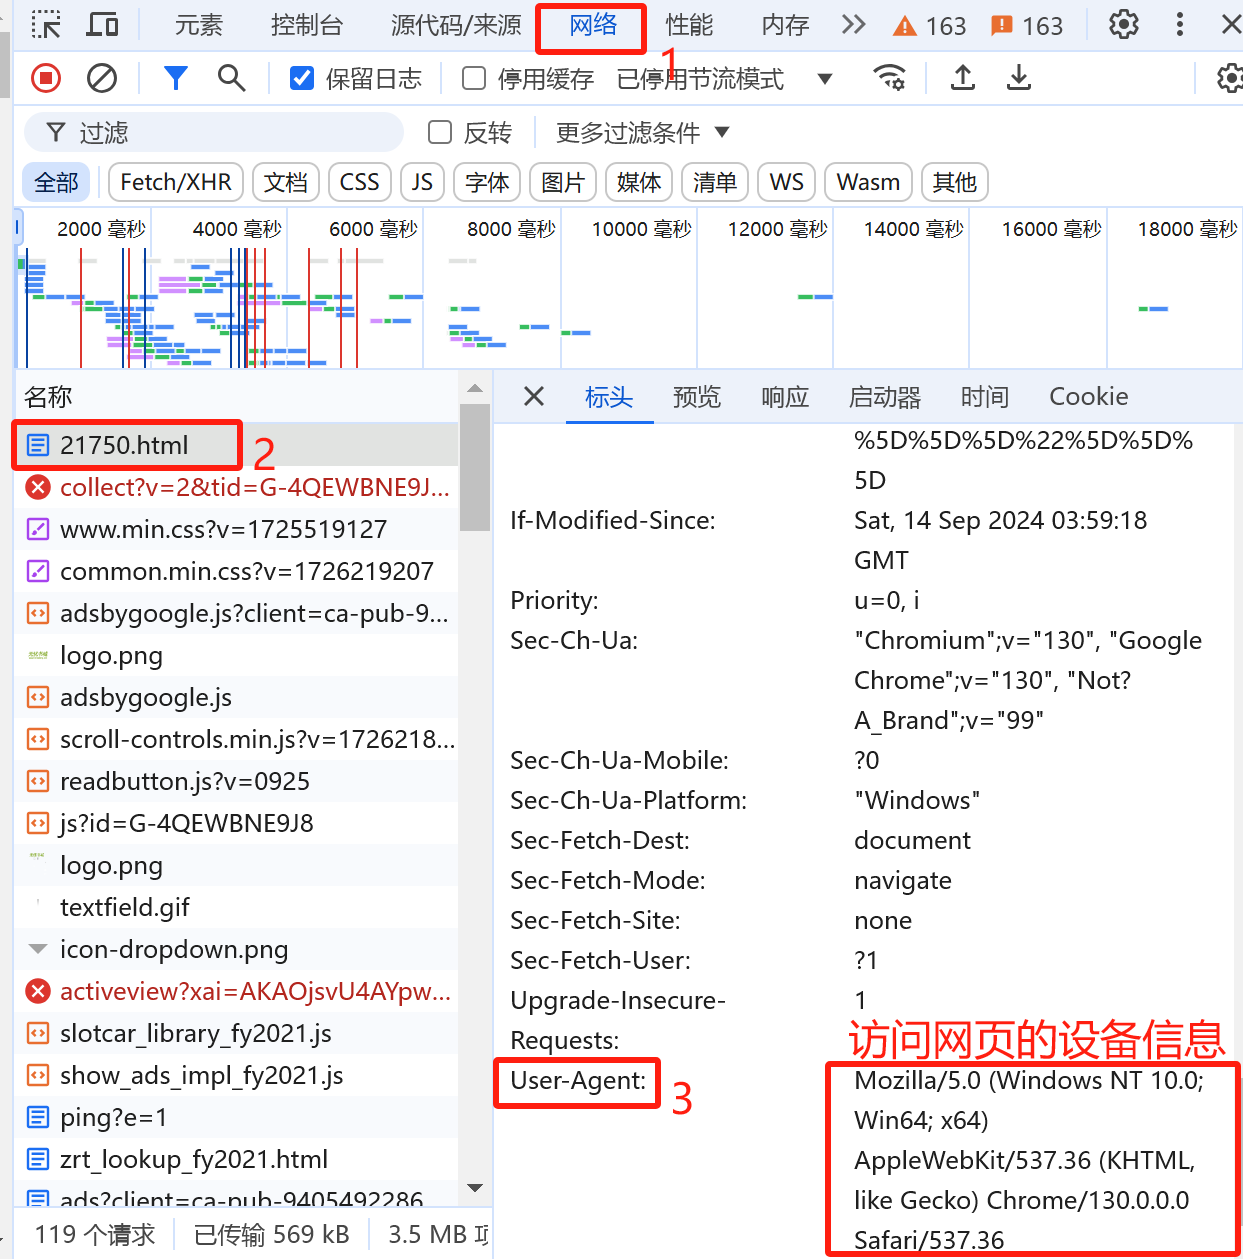 元素 控制台 源代码/来源 网络 性能 内存 163 163
1
保留日志 停用缓存 已停用节流模式
过滤 反转 更多过滤条件
全部 Fetch/XHR 文档 CSS JS 字体 图片 媒体 清单 WS Wasm 其他
2000 毫秒 4000 毫秒 6000 毫秒 8000 毫秒 10000 毫秒 12000 毫秒 14000 毫秒 16000 毫秒 18000 毫秒
名称
21750.html 2
collect?v=2&tid=G-4QEWBNE9J...
www.min.css?v=1725519127
common.min.css?v=1726219207
adsbygoogle.js?client=ca-pub-9...
logo.png
adsbygoogle.js
scroll-controls.min.js?v=1726218...
readbutton.js?v=0925
js?id=G-4QEWBNE9J8
logo.png
textfield.gif
icon-dropdown.png
activeview?xai=AKAOjsvU4AYpw...
slotcar_library_fy2021.js
show_ads_impl_fy2021.js
ping?e=1
zrt_lookup_fy2021.html
ads?client=ca-pub-9405492286
119 个请求 已传输 569 kB 3.5 MB
标头 预览 响应 启动器 时间 Cookie
%5D%5D%5D%22%5D%5D%
5D
If-Modified-Since: Sat, 14 Sep 2024 03:59:18
GMT
Priority: u=0, i
Sec-Ch-Ua: "Chromium";v="130", "Google
Chrome";v="130", "Not?
A_Brand";v="99"
Sec-Ch-Ua-Mobile: ?0
Sec-Ch-Ua-Platform: "Windows"
Sec-Fetch-Dest: document
Sec-Fetch-Mode: navigate
Sec-Fetch-Site: none
Sec-Fetch-User: ?1
Upgrade-Insecure- 1
Requests:
访问网页的设备信息
User-Agent: 3 Mozilla/5.0 (Windows NT 10.0;
Win64; x64)
AppleWebKit/537.36 (KHTML,
like Gecko) Chrome/130.0.0.0
Safari/537.36